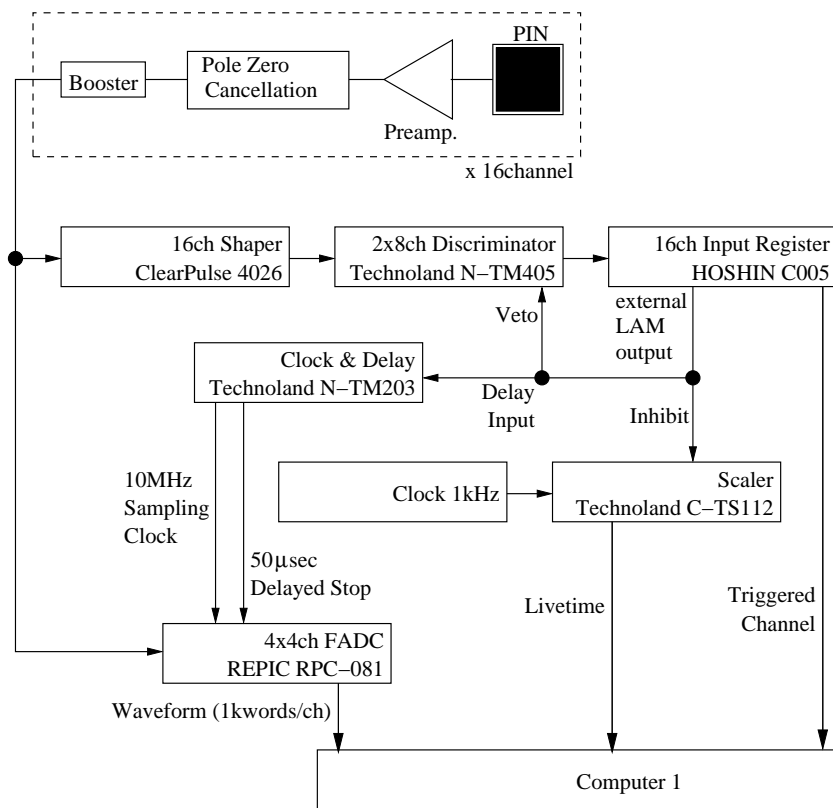 PIN
Booster
Pole Zero
Cancellation
Preamp.
x 16channel
16ch Shaper
ClearPulse 4026
2x8ch Discriminator
Technoland N−TM405
16ch Input Register
HOSHIN C005
Veto
external
LAM
output
Clock & Delay
Technoland N−TM203
Delay
Input
Inhibit
10MHz
Sampling
Clock
Clock 1kHz
Scaler
Technoland C−TS112
50μsec
Delayed Stop
Livetime
Triggered
Channel
4x4ch FADC
REPIC RPC−081
Waveform (1kwords/ch)
Computer 1